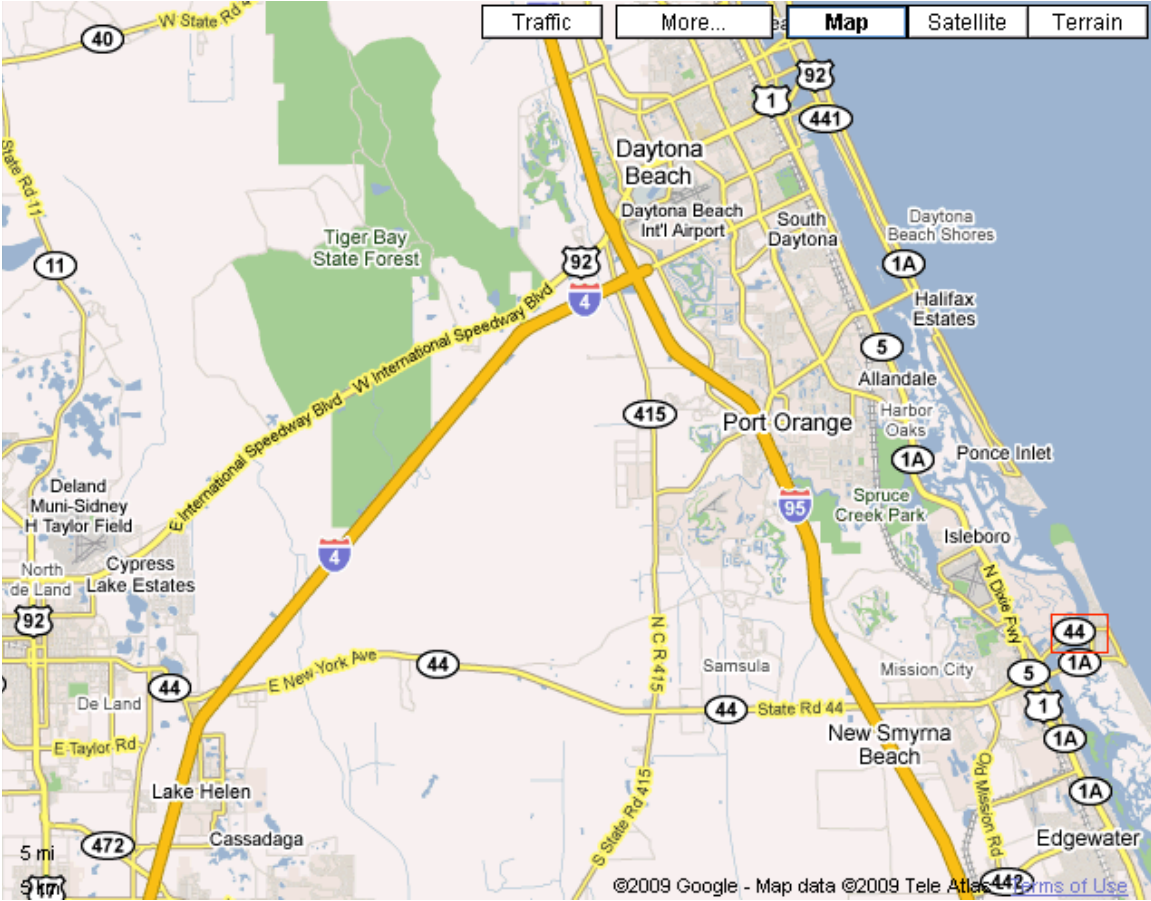 W State Rd 4
40
Traffic
More...
Map
Satellite
Terrain
92
1
441
State Rd 11
Daytona
Beach
Daytona Beach
Int'l Airport
South
Daytona
Daytona
Beach Shores
Tiger Bay
State Forest
11
92
4
1A
Halifax
Estates
W International Speedway Blvd
5
Allandale
E International Speedway Blvd
415
Port Orange
Harbor
Oaks
1A
Ponce Inlet
Deland
Muni-Sidney
H Taylor Field
95
Spruce
Creek Park
Isleboro
4
North
de Land
Cypress
Lake Estates
N Dixie Fwy
92
N C R 415
44
E New York Ave
44
Samsula
Mission City
1A
5
44
De Land
44
State Rd 44
1
E Taylor Rd
New Smyrna
Beach
1A
Old Mission Rd
Lake Helen
1A
S State Rd 415
472
Cassadaga
Edgewater
5 mi
5 km
17
442
©2009 Google - Map data ©2009 Tele Atlas - Terms of Use